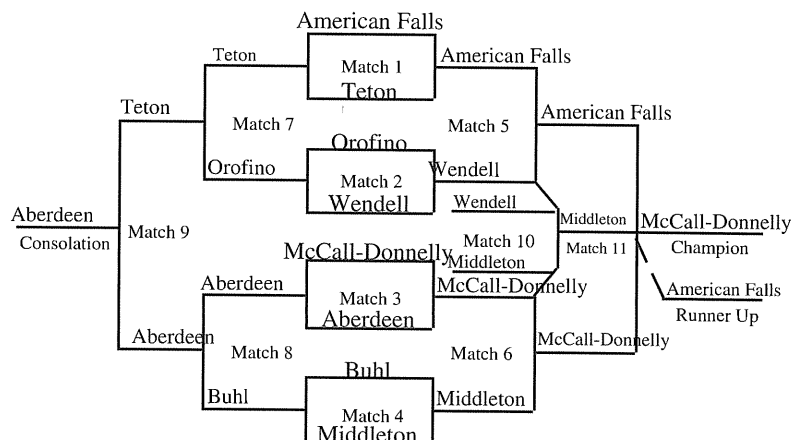 American Falls
Teton
Match 1
American Falls
Teton
Teton
American Falls
Match 7
Orofino
Match 5
Orofino
Match 2
Wendell
Wendell
Wendell
Aberdeen
Match 9
Middleton
McCall-Donnelly
Consolation
Match 10
Match 11
Champion
McCall-Donnelly
Middleton
Aberdeen
Match 3
McCall-Donnelly
American Falls
Aberdeen
Runner Up
Aberdeen
McCall-Donnelly
Match 8
Match 6
Buhl
Buhl
Middleton
Match 4
Middleton